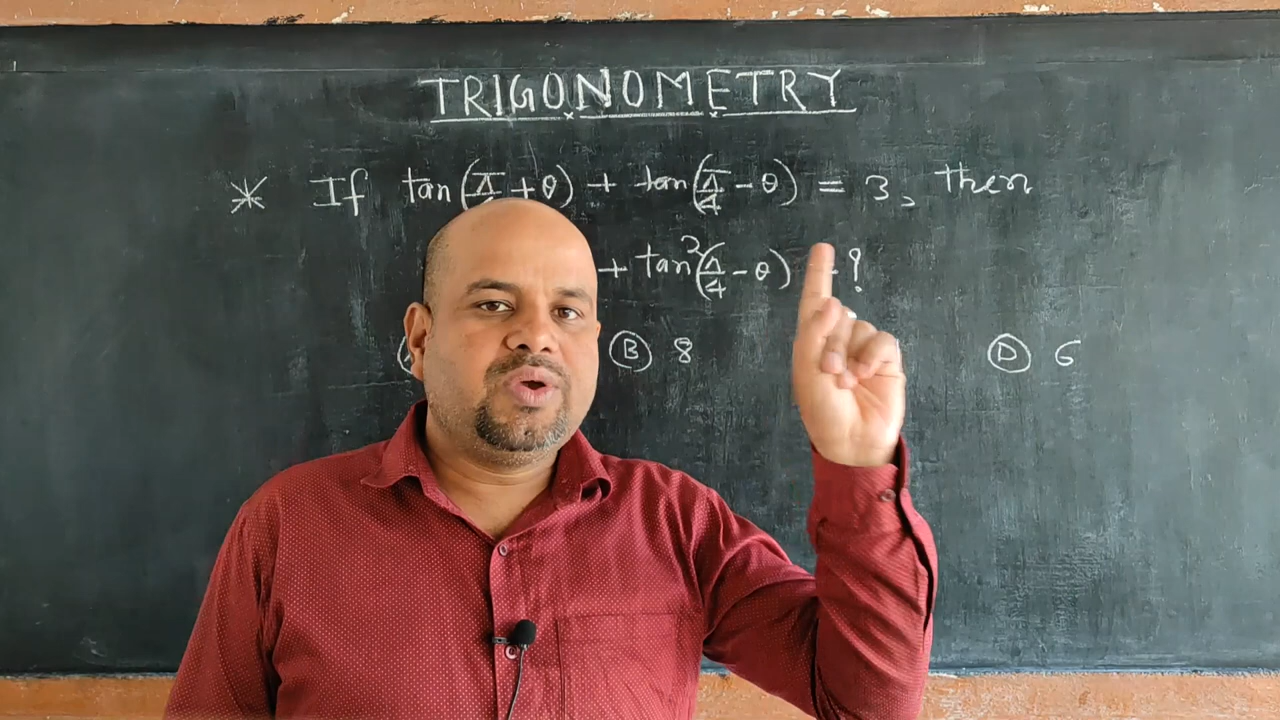 TRIGONOMETRY
* If tan(π/4 + θ) + tan(π/4 - θ) = 3, then
+ tan²(π/4 - θ) = ?
(B) 8 (D) 6